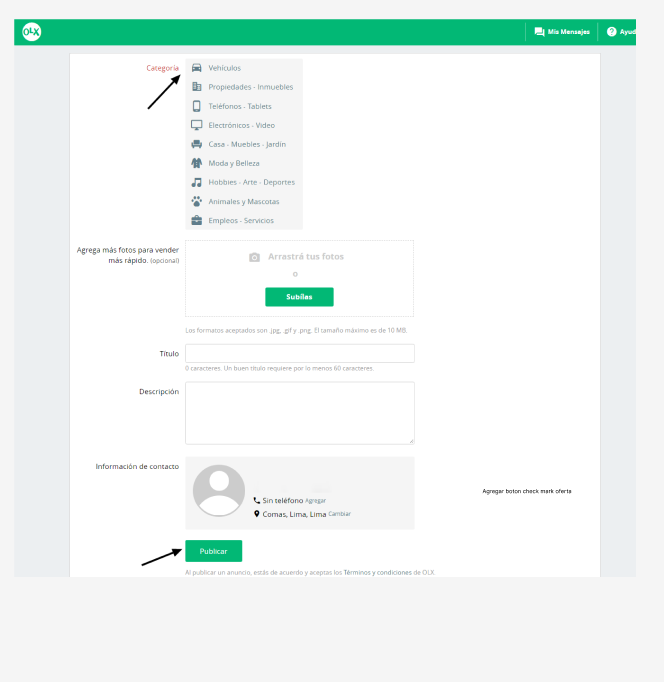 OLX
Mis Mensajes
Ayud
Categoría
Vehículos
Propiedades - Inmuebles
Teléfonos - Tablets
Electrónicos - Video
Casa - Muebles - Jardín
Moda y Belleza
Hobbies - Arte - Deportes
Animales y Mascotas
Empleos - Servicios
Agrega más fotos para vender
más rápido. (opcional)
Arrastrá tus fotos
o
Subílas
Los formatos aceptados son .jpg, .gif y .png. El tamaño máximo es de 10 MB.
Título
0 caracteres. Un buen título requiere por lo menos 60 caracteres.
Descripción
Información de contacto
Sin teléfono Agregar
Comas, Lima, Lima Cambiar
Agregar boton check mark oferta
Publicar
Al publicar un anuncio, estás de acuerdo y aceptas los Términos y condiciones de OLX